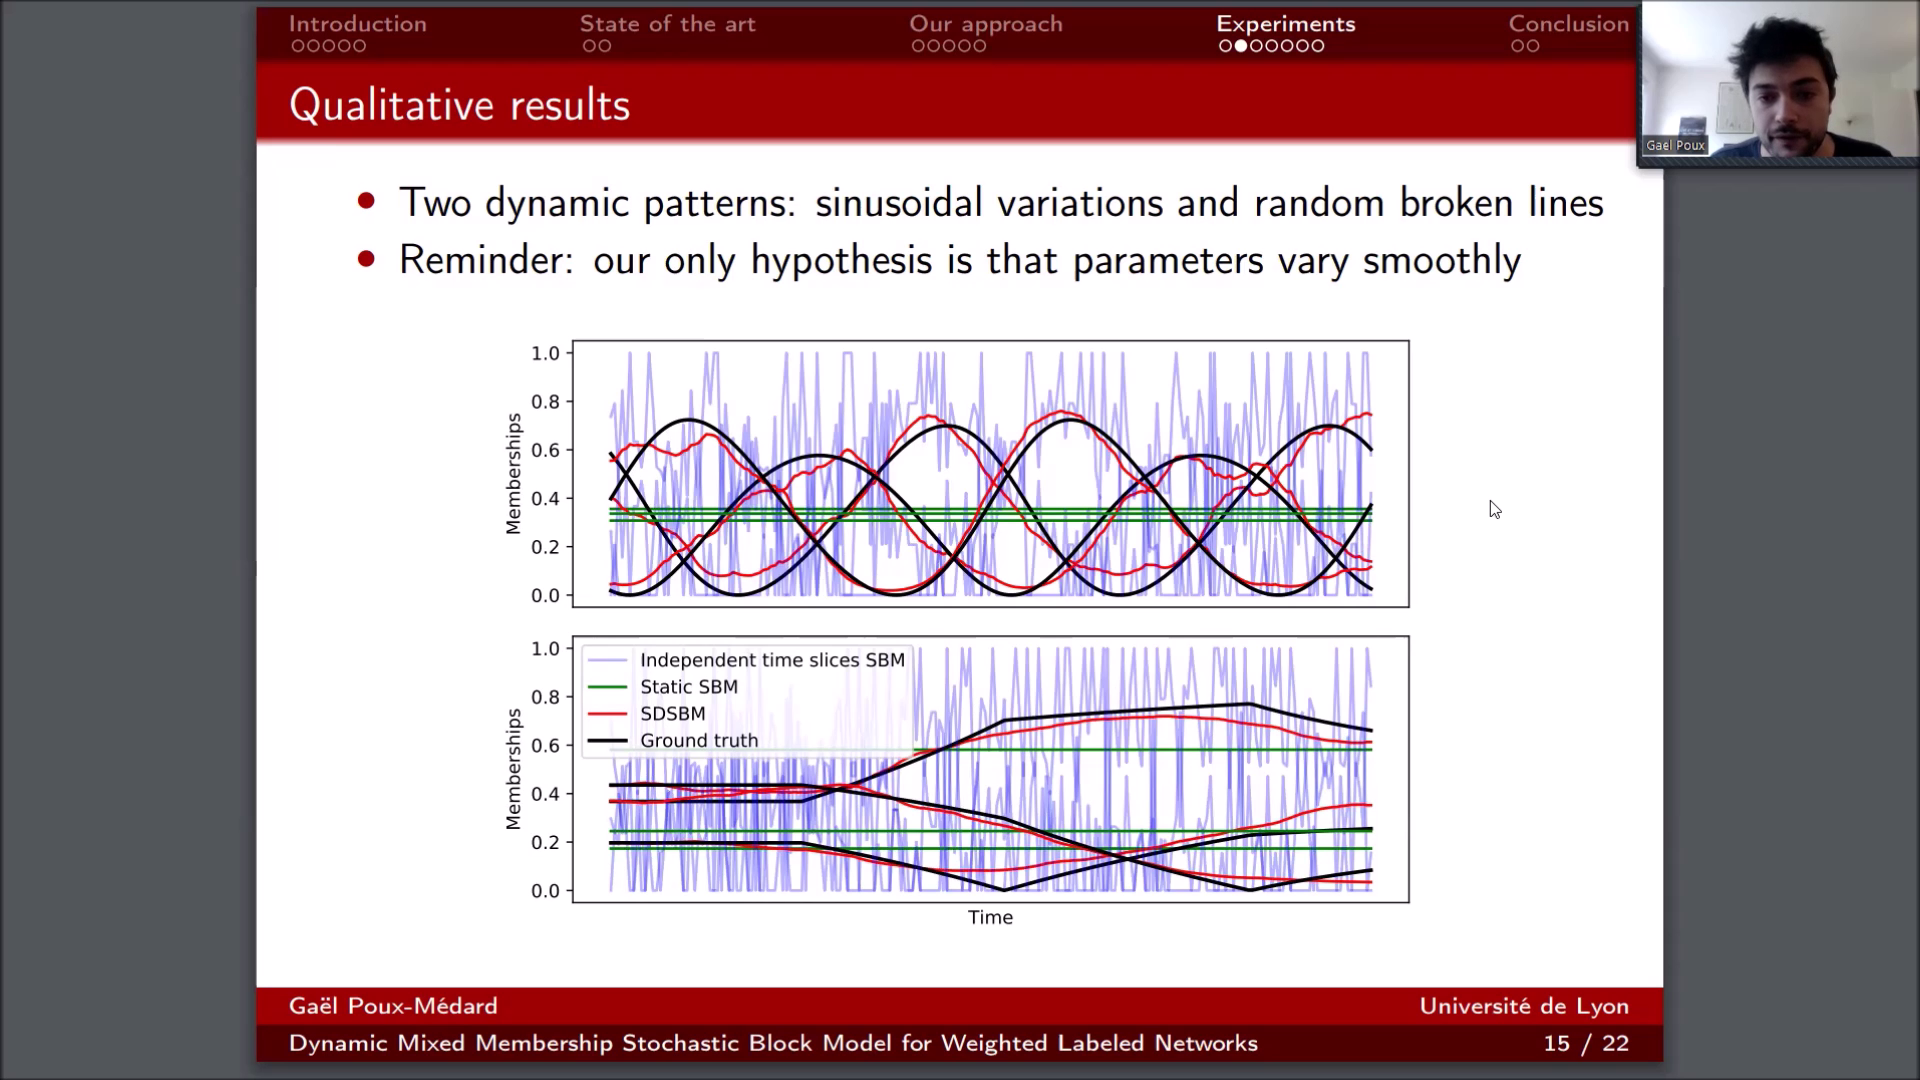 Introduction State of the art Our approach Experiments Conclusion
Qualitative results
Gael Poux
Two dynamic patterns: sinusoidal variations and random broken lines
Reminder: our only hypothesis is that parameters vary smoothly
1.0
0.8
0.6
0.4
0.2
0.0
Memberships
1.0
0.8
0.6
0.4
0.2
0.0
Memberships
Independent time slices SBM
Static SBM
SDSBM
Ground truth
Time
Gaël Poux-Médard Université de Lyon
Dynamic Mixed Membership Stochastic Block Model for Weighted Labeled Networks 15 / 22